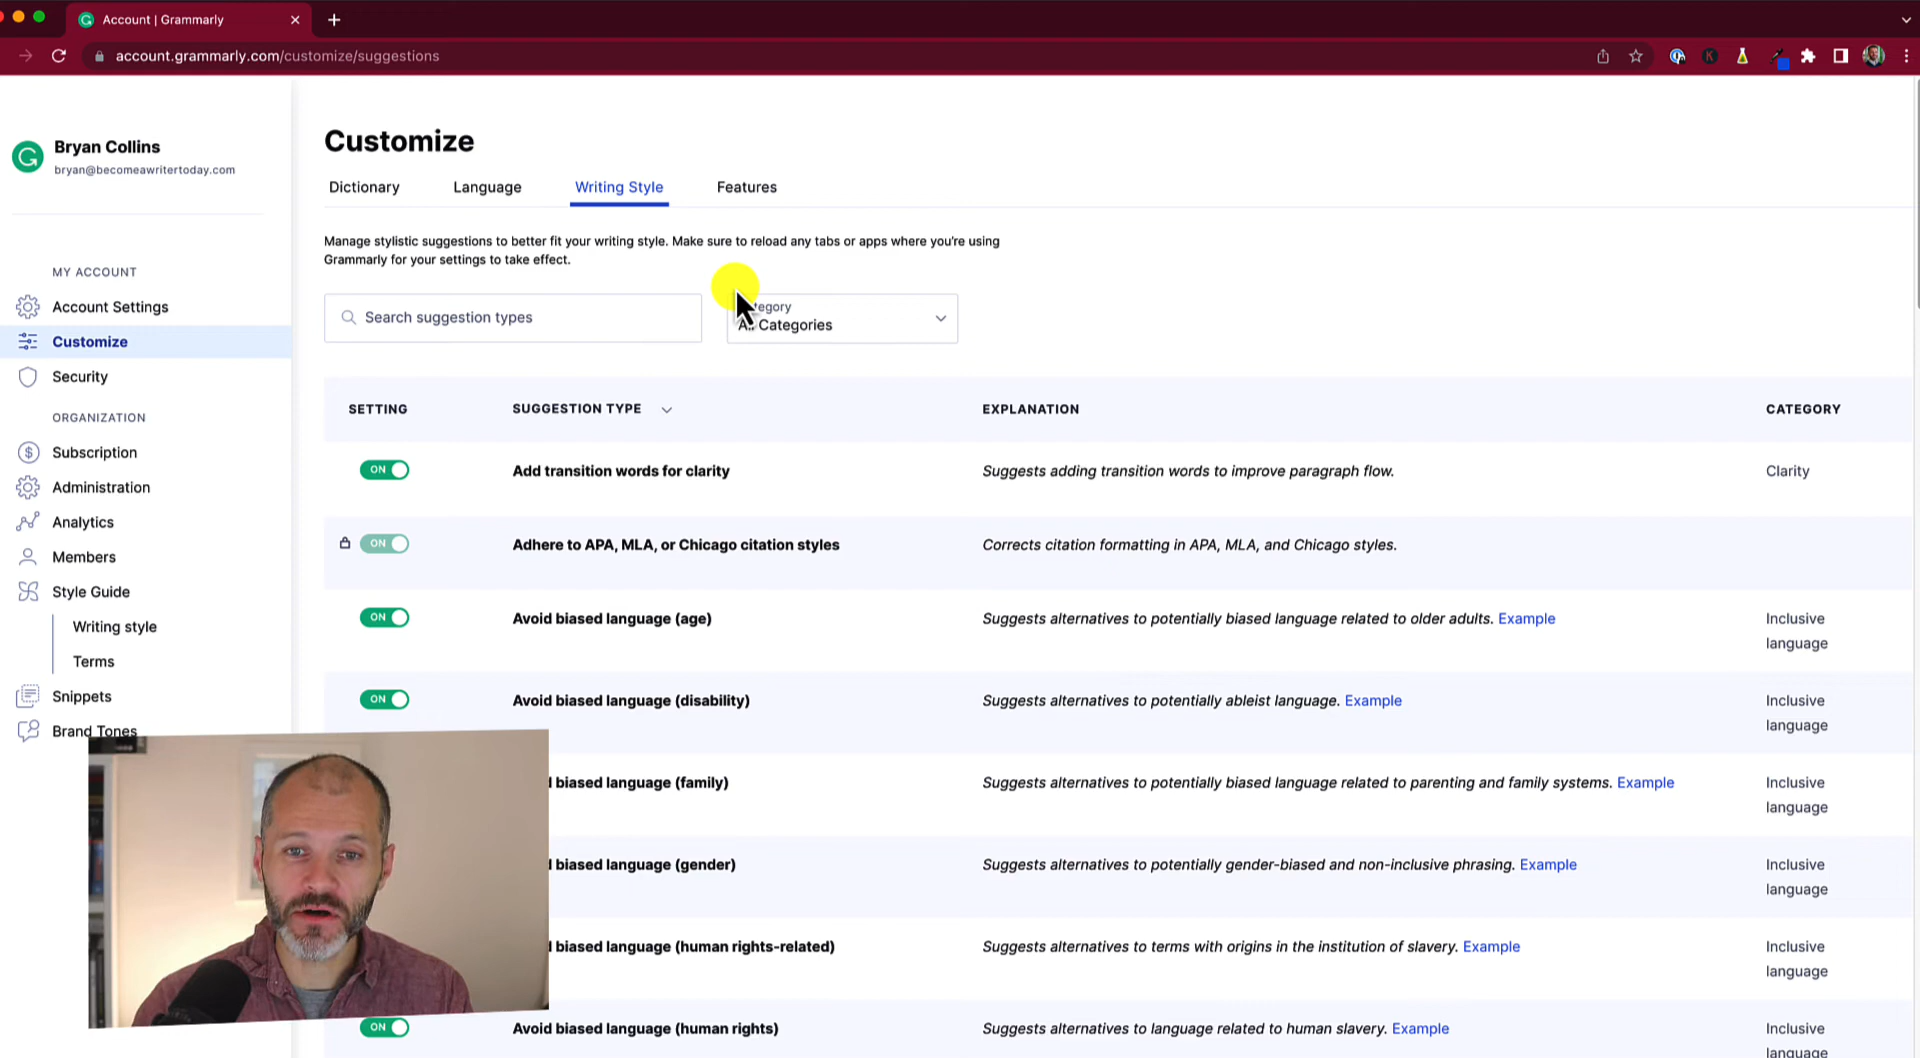 Account | Grammarly
account.grammarly.com/customize/suggestions
Bryan Collins
bryan@becomeawritertoday.com
MY ACCOUNT
Account Settings
Customize
Security
ORGANIZATION
Subscription
Administration
Analytics
Members
Style Guide
Writing style
Terms
Snippets
Brand Tones
Customize
Dictionary Language Writing Style Features
Manage stylistic suggestions to better fit your writing style. Make sure to reload any tabs or apps where you're using
Grammarly for your settings to take effect.
Search suggestion types
tegory
All Categories
SETTING SUGGESTION TYPE EXPLANATION CATEGORY
ON Add transition words for clarity Suggests adding transition words to improve paragraph flow. Clarity
ON Adhere to APA, MLA, or Chicago citation styles Corrects citation formatting in APA, MLA, and Chicago styles.
ON Avoid biased language (age) Suggests alternatives to potentially biased language related to older adults. Example Inclusive
language
ON Avoid biased language (disability) Suggests alternatives to potentially ableist language. Example Inclusive
language
biased language (family) Suggests alternatives to potentially biased language related to parenting and family systems. Example Inclusive
language
biased language (gender) Suggests alternatives to potentially gender-biased and non-inclusive phrasing. Example Inclusive
language
biased language (human rights-related) Suggests alternatives to terms with origins in the institution of slavery. Example Inclusive
language
ON Avoid biased language (human rights) Suggests alternatives to language related to human slavery. Example Inclusive
language